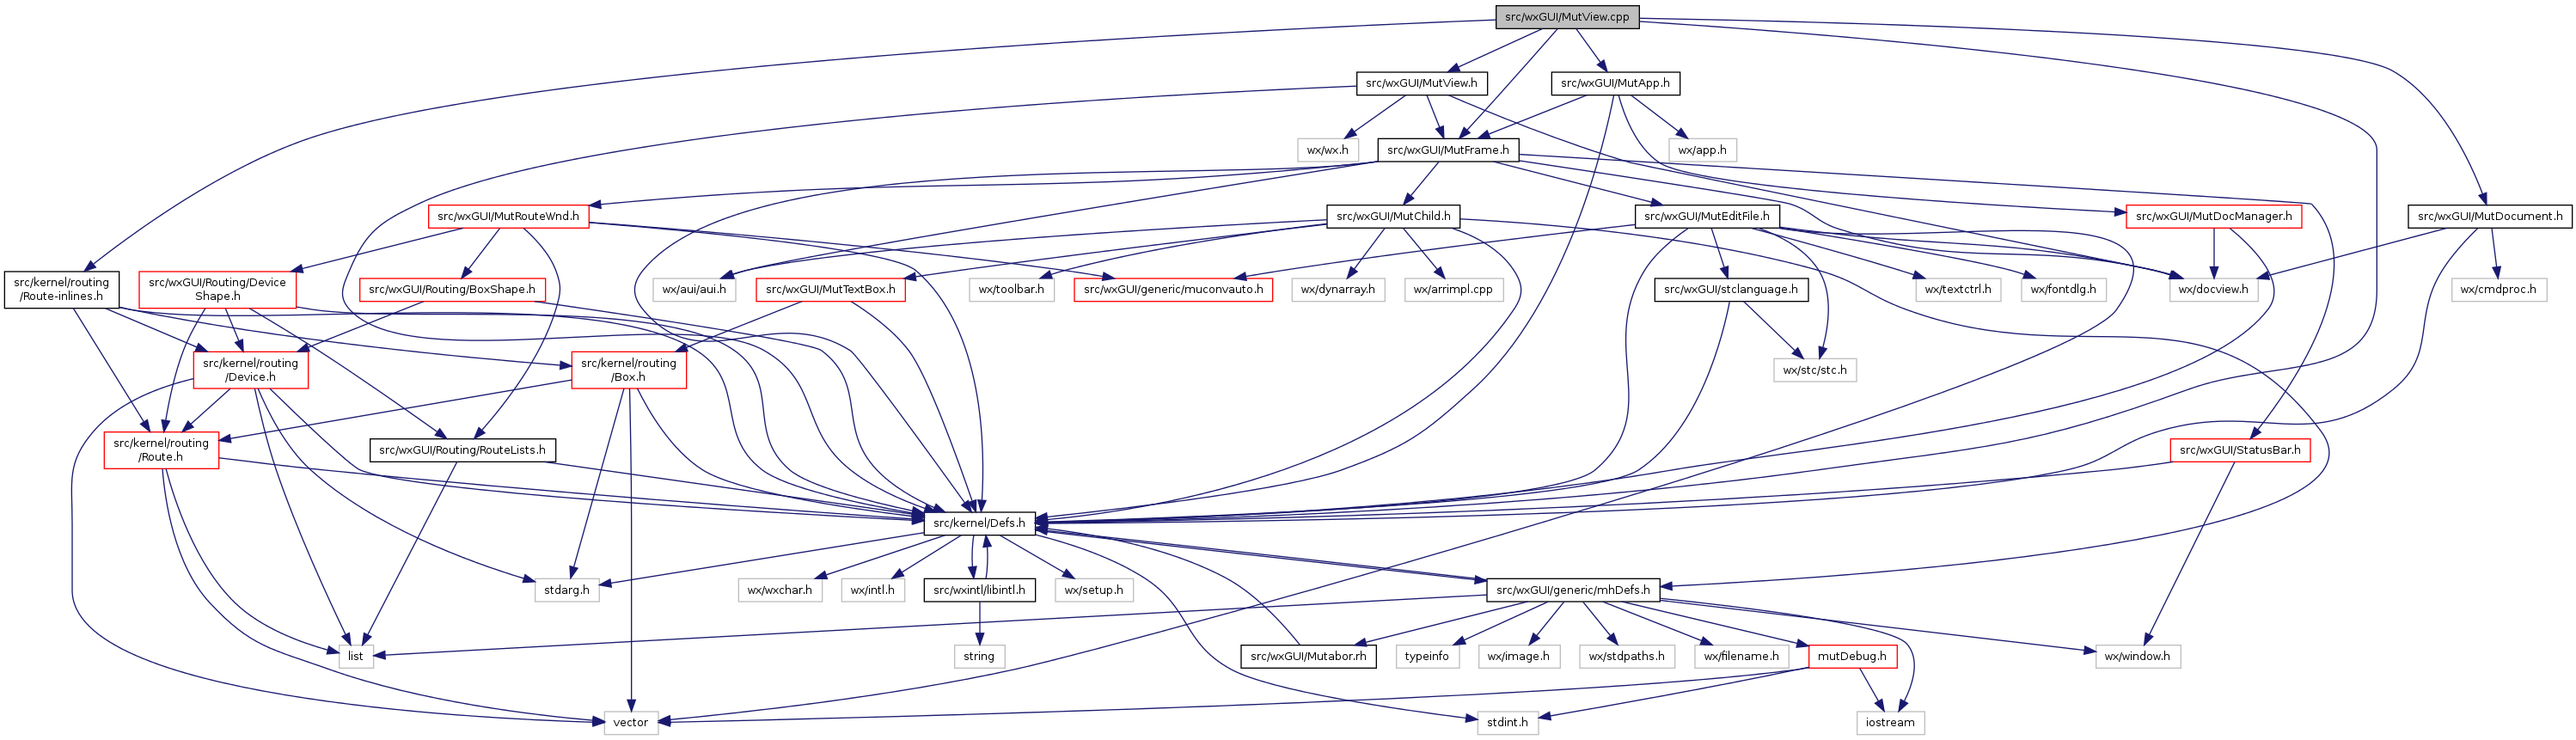 src/wxGUI/MutView.cpp
src/wxGUI/MutView.h
src/wxGUI/MutApp.h
wx/wx.h
src/wxGUI/MutFrame.h
wx/app.h
src/wxGUI/MutRouteWnd.h
src/wxGUI/MutChild.h
src/wxGUI/MutEditFile.h
src/wxGUI/MutDocManager.h
src/wxGUI/MutDocument.h
src/kernel/routing
/Route-inlines.h
src/wxGUI/Routing/Device
Shape.h
src/wxGUI/Routing/BoxShape.h
wx/aui/aui.h
src/wxGUI/MutTextBox.h
wx/toolbar.h
src/wxGUI/generic/muconvauto.h
wx/dynarray.h
wx/arrimpl.cpp
src/wxGUI/stclanguage.h
wx/textctrl.h
wx/fontdlg.h
wx/docview.h
wx/cmdproc.h
src/kernel/routing
/Device.h
src/kernel/routing
/Box.h
wx/stc/stc.h
src/kernel/routing
/Route.h
src/wxGUI/Routing/RouteLists.h
src/wxGUI/StatusBar.h
src/kernel/Defs.h
stdarg.h
wx/wxchar.h
wx/intl.h
src/wxintl/libintl.h
wx/setup.h
src/wxGUI/generic/mhDefs.h
list
string
src/wxGUI/Mutabor.rh
typeinfo
wx/image.h
wx/stdpaths.h
wx/filename.h
mutDebug.h
wx/window.h
vector
stdint.h
iostream